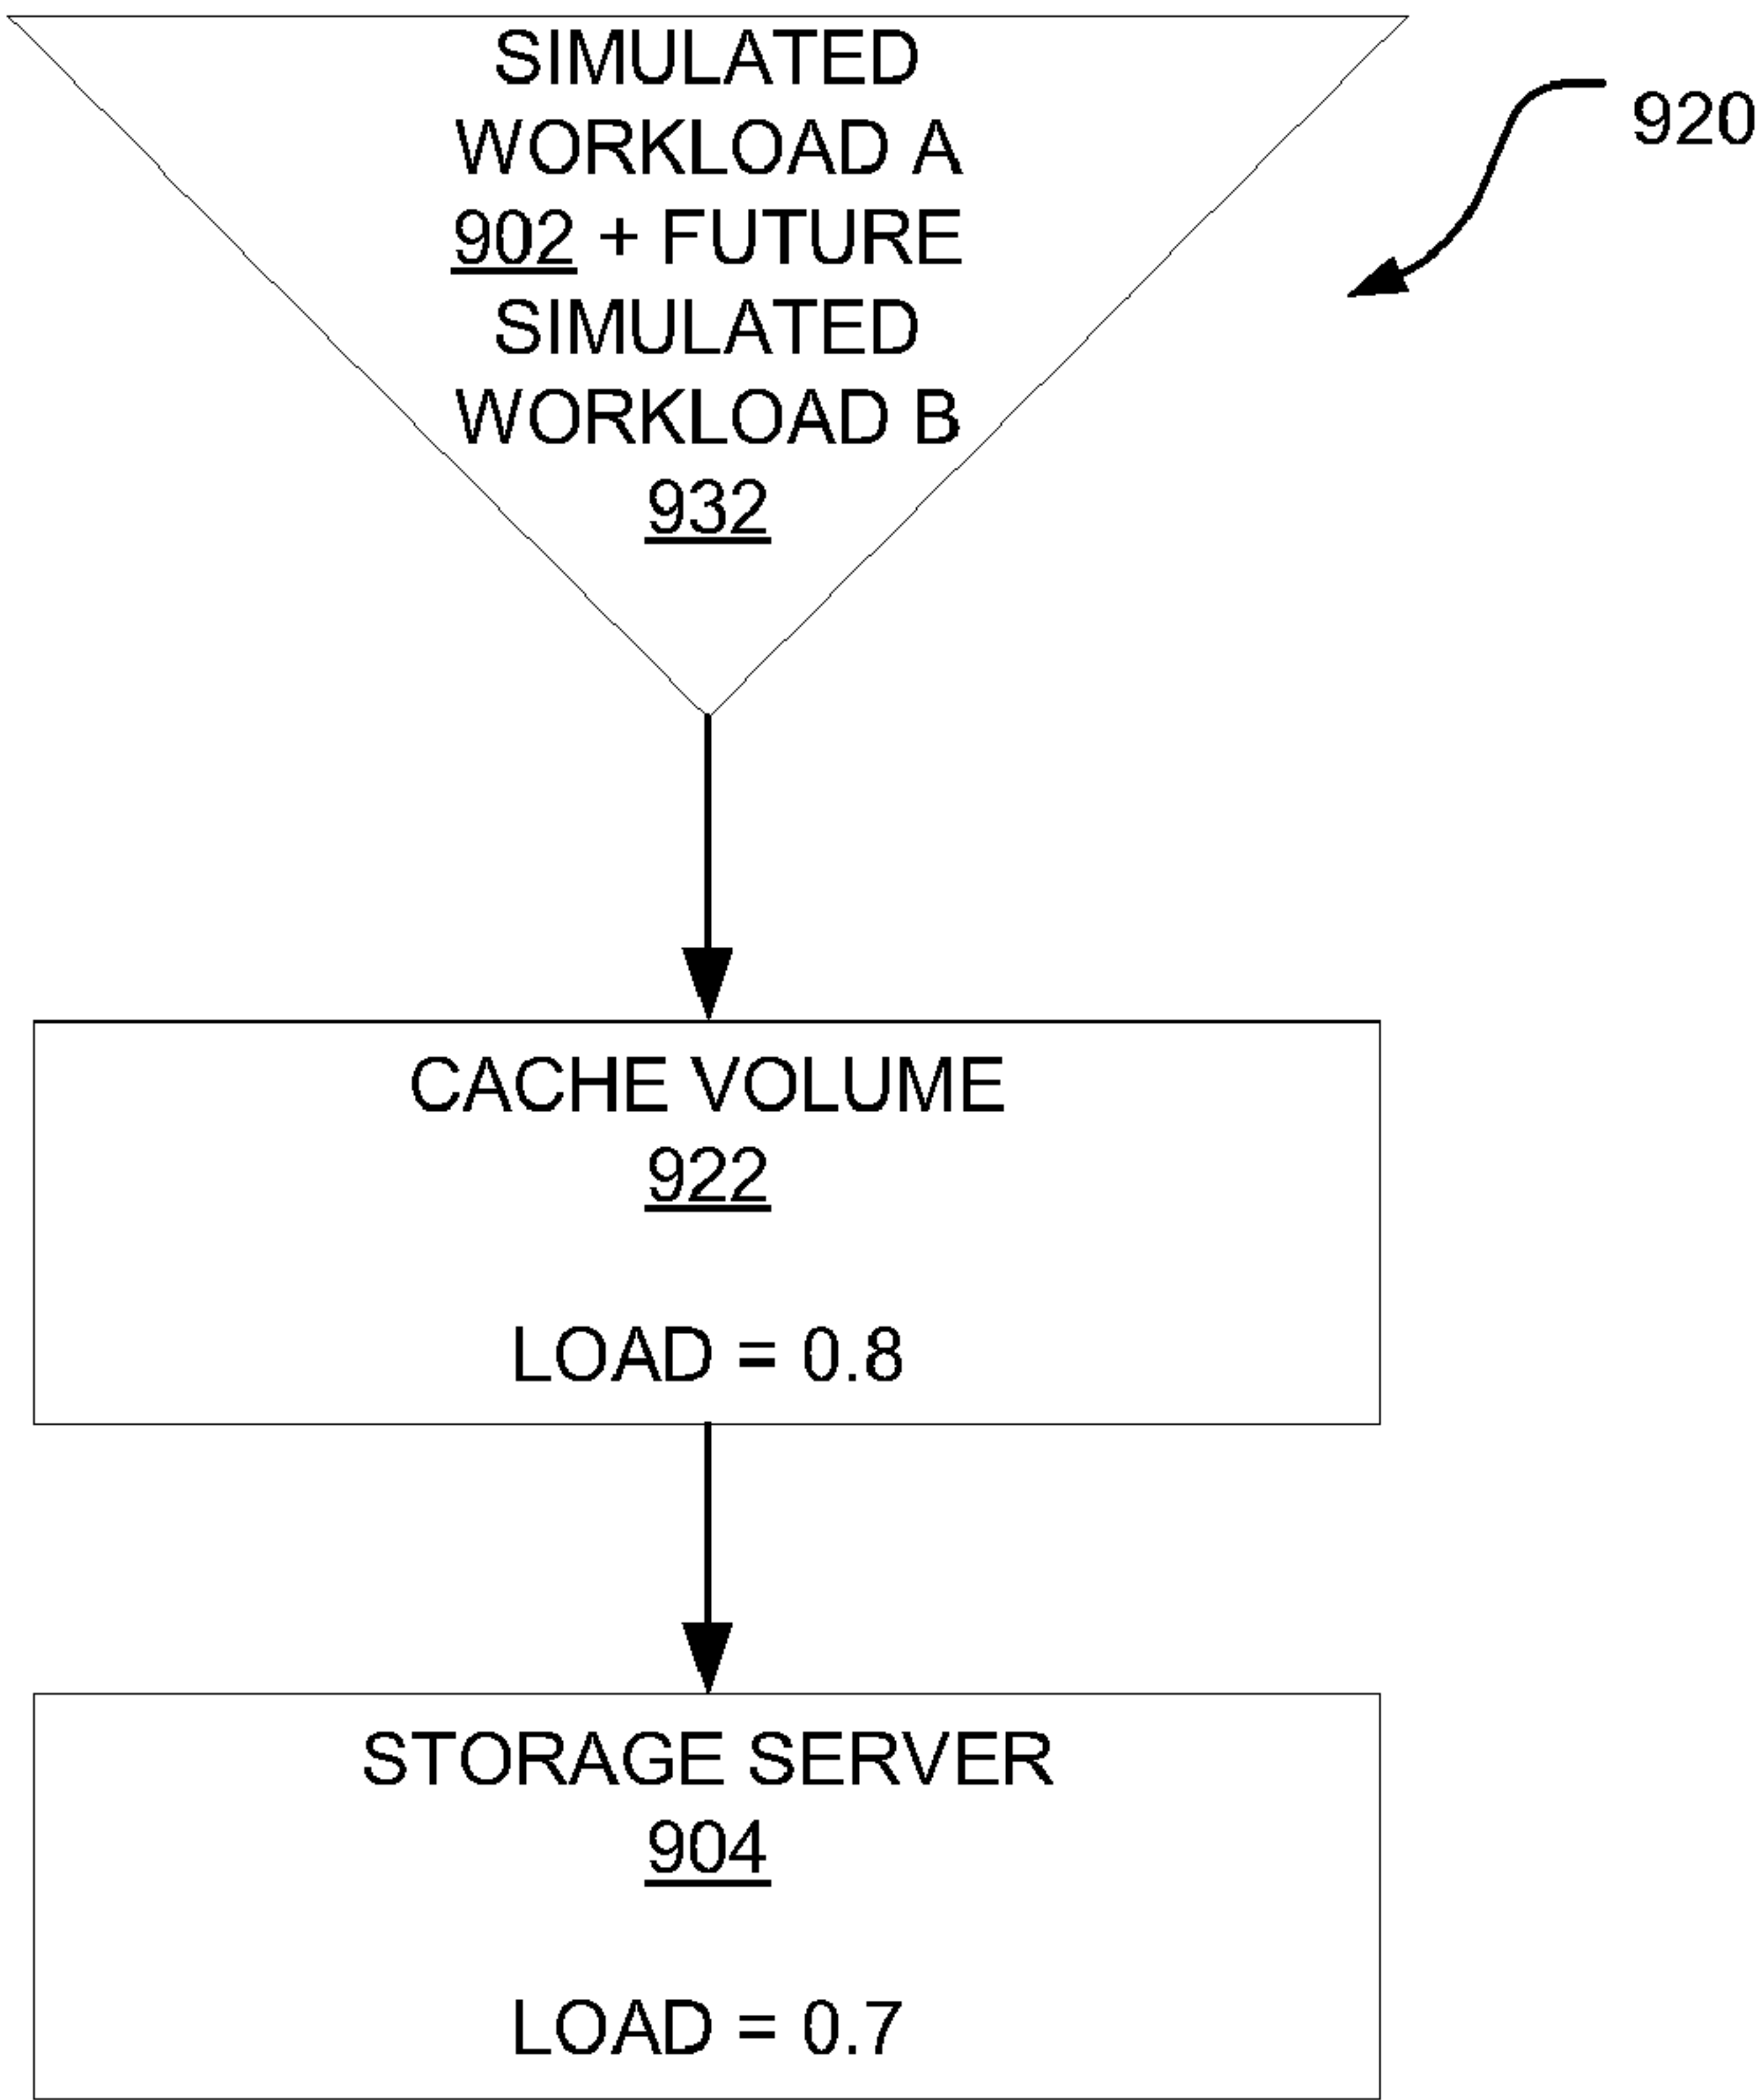 SIMULATED
WORKLOAD A
902 + FUTURE
SIMULATED
WORKLOAD B
932
920
CACHE VOLUME
922
LOAD = 0.8
STORAGE SERVER
904
LOAD = 0.7